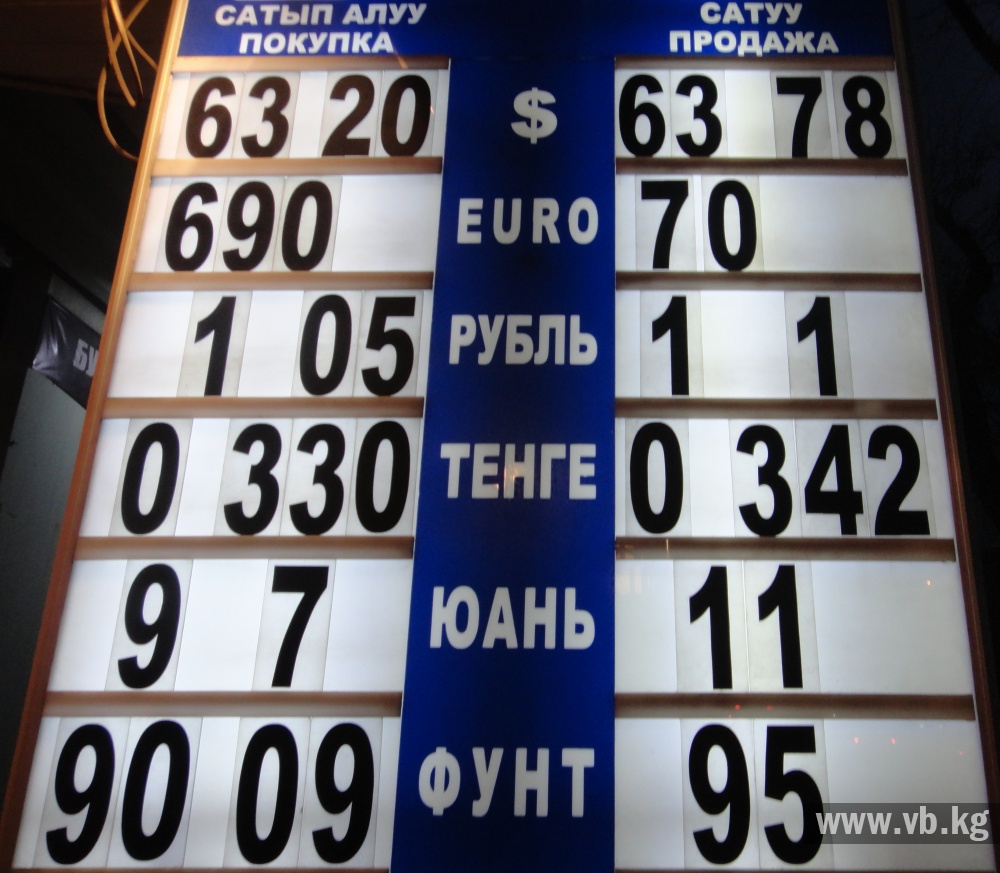 САТЫП АЛУУ САТУУ
ПОКУПКА ПРОДАЖА
63 20 $ 63 78
690 EURO 70
1 05 РУБЛЬ 1 1
0 330 ТЕНГЕ 0 342
9 7 ЮАНЬ 11
90 09 ФУНТ 95
БУ
www.vb.kg